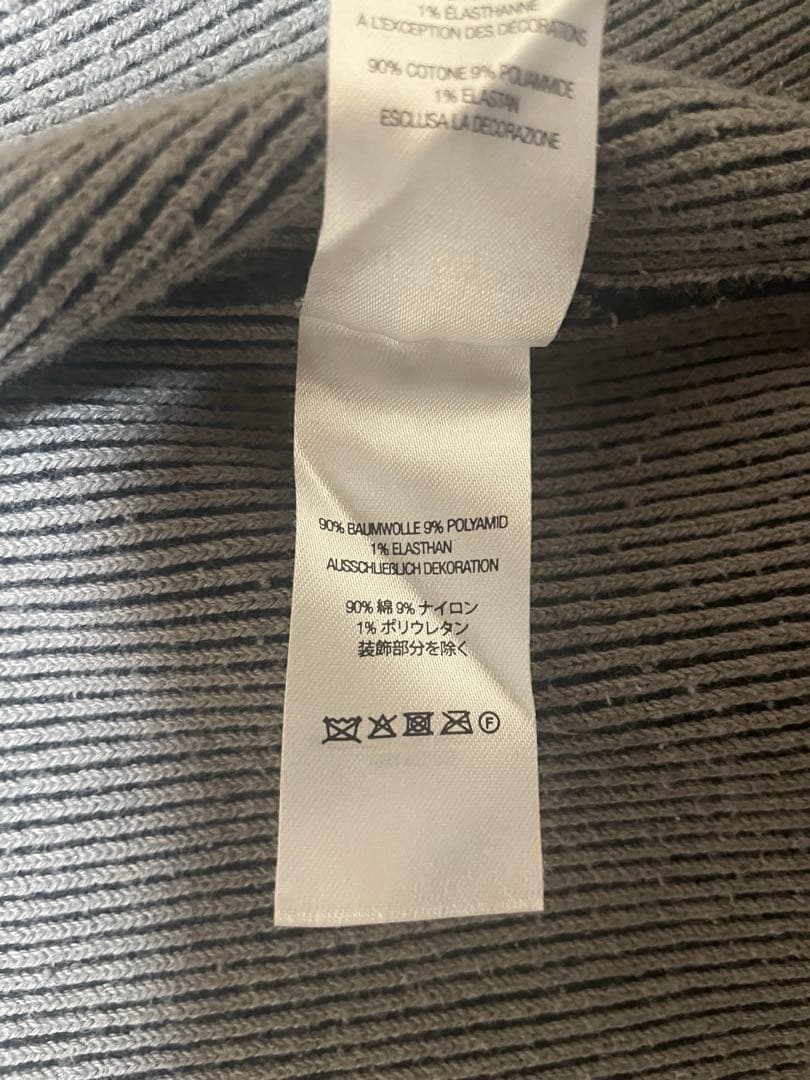 1% ÉLASTHANNE
À L'EXCEPTION DES DÉCORATIONS
90% COTONE 9% POLIAMMIDE
1% ELASTAN
ESCLUSA LA DECORAZIONE
90% BAUMWOLLE 9% POLYAMID
1% ELASTHAN
AUSSCHLIEßLICH DEKORATION
90% 綿 9% ナイロン
1% ポリウレタン
装飾部分を除く
F